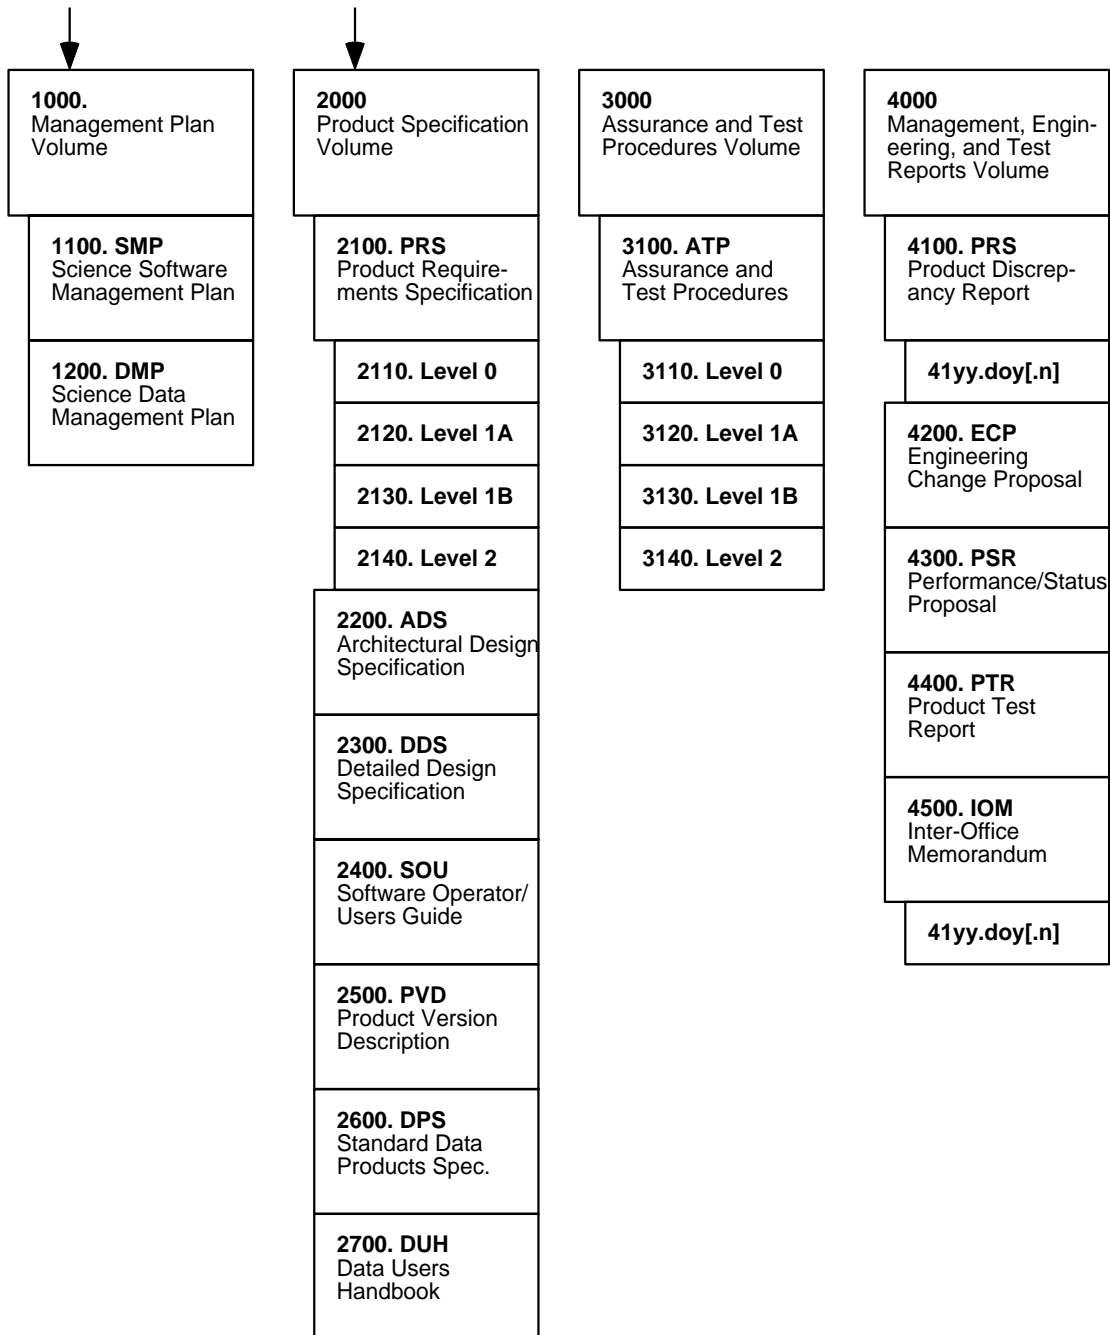 1000.
Management Plan
Volume
1100. SMP
Science Software
Management Plan
1200. DMP
Science Data
Management Plan
2000
Product Specification
Volume
2100. PRS
Product Require-
ments Specification
2110. Level 0
2120. Level 1A
2130. Level 1B
2140. Level 2
2200. ADS
Architectural Design
Specification
2300. DDS
Detailed Design
Specification
2400. SOU
Software Operator/
Users Guide
2500. PVD
Product Version
Description
2600. DPS
Standard Data
Products Spec.
2700. DUH
Data Users
Handbook
3000
Assurance and Test
Procedures Volume
3100. ATP
Assurance and
Test Procedures
3110. Level 0
3120. Level 1A
3130. Level 1B
3140. Level 2
4000
Management, Engin-
eering, and Test
Reports Volume
4100. PRS
Product Discrep-
ancy Report
41yy.doy[.n]
4200. ECP
Engineering
Change Proposal
4300. PSR
Performance/Status
Proposal
4400. PTR
Product Test
Report
4500. IOM
Inter-Office
Memorandum
41yy.doy[.n]